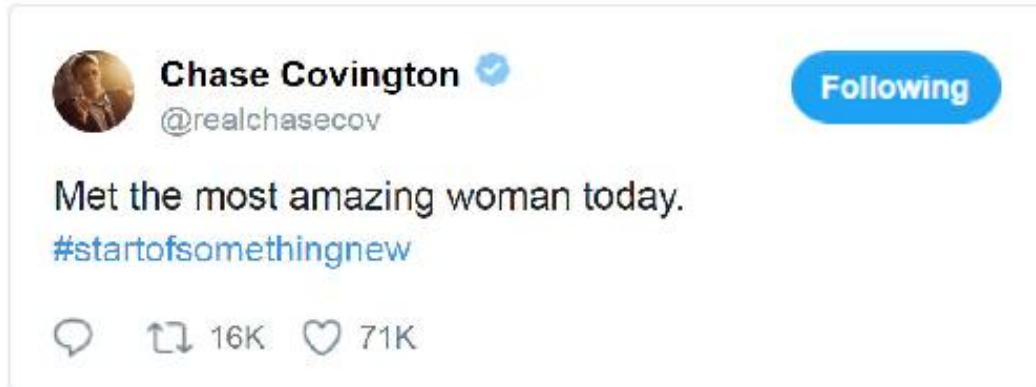 Chase Covington
@realchasecov
Following
Met the most amazing woman today.
#startofsomethingnew
16K 71K